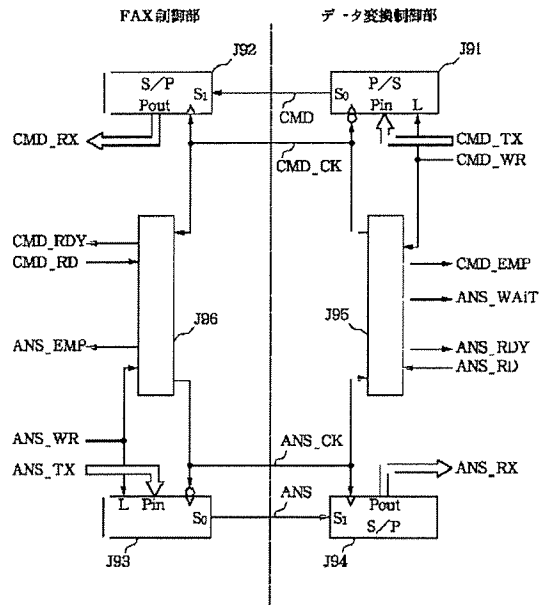 FAX制御部
データ変換制御部
J92
J91
S/P
Pout
S₁
P/S
S₀
Pin
L
CMD
CMD_RX
CMD_TX
CMD_WR
CMD_CK
CMD_RDY
CMD_RD
CMD_EMP
ANS_WAiT
J96
J95
ANS_EMP
ANS_RDY
ANS_RD
ANS_WR
ANS_CK
ANS_TX
ANS_RX
ANS
L
Pin
S₀
S₁
Pout
S/P
J93
J94